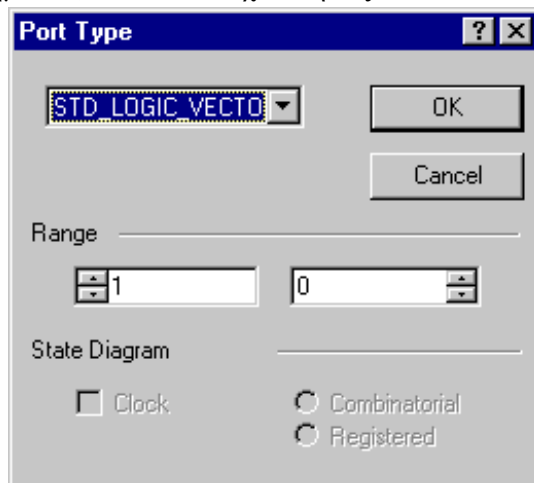 Port Type
STD_LOGIC_VECTO
OK
Cancel
Range
1 0
State Diagram
Clock Combinatorial
Registered